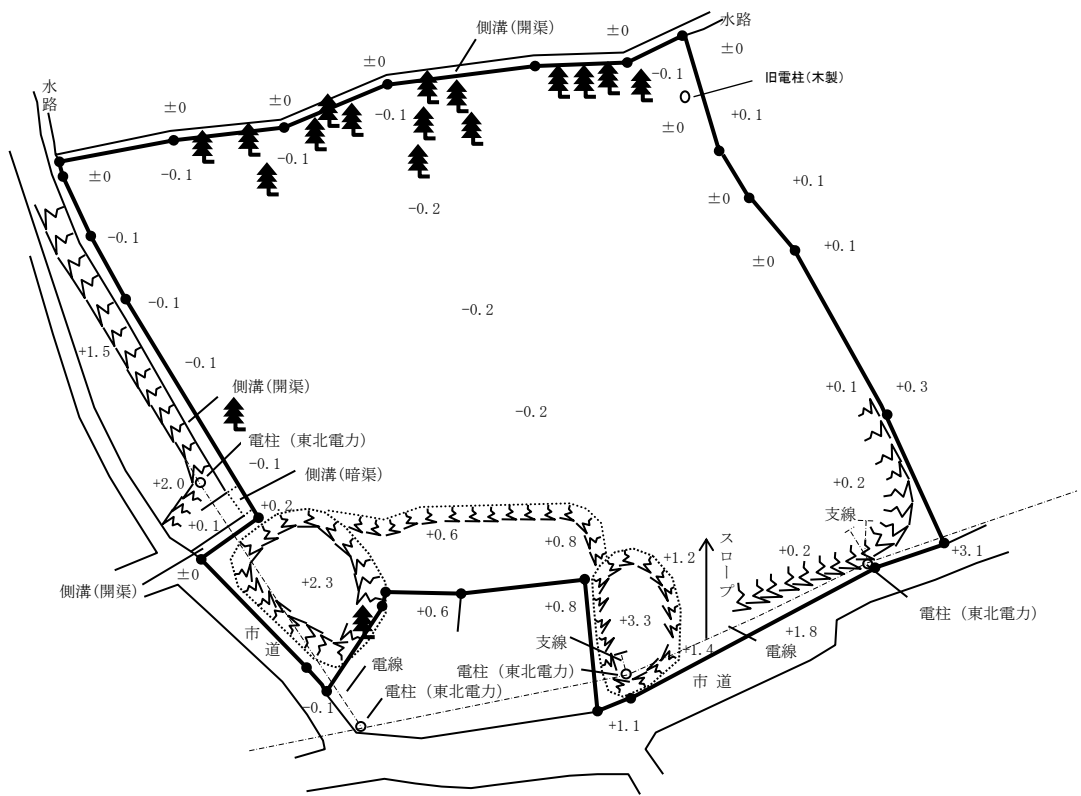 水路
側溝(開渠)
±0
±0
±0
旧電柱(木製)
-0.1
水路
±0
±0
-0.1
+0.1
±0
-0.1
±0
-0.1
+0.1
±0
-0.2
-0.1
+0.1
±0
-0.1
-0.2
+1.5
-0.1
側溝(開渠)
+0.1
+0.3
-0.2
電柱（東北電力）
-0.1
側溝(暗渠)
+2.0
+0.2
+0.2
支線
+0.1
+0.6
+0.8
スロープ
+0.2
+3.1
+1.2
±0
+2.3
側溝(開渠)
+0.6
+0.8
+3.3
電柱（東北電力）
+1.8
市道
支線
+1.4
電線
電線
電柱（東北電力）
市道
電柱（東北電力）
-0.1
+1.1